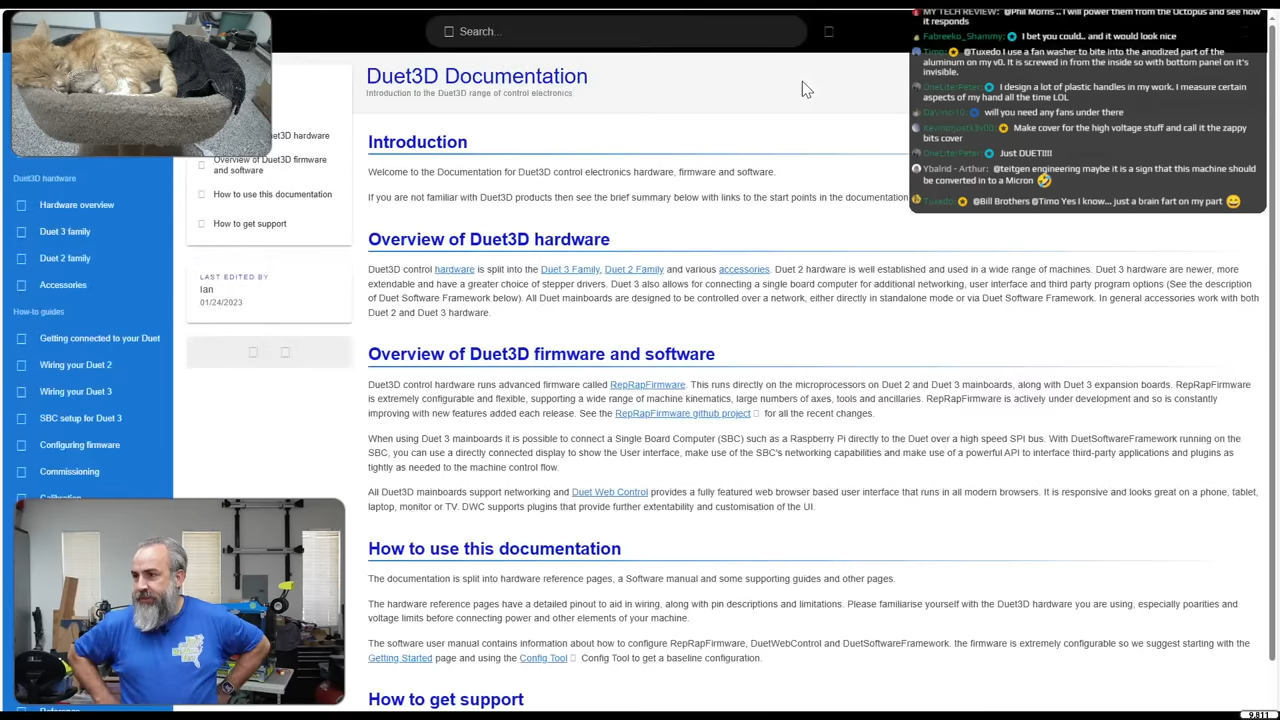 Search...
Duet3D Documentation
Introduction to the Duet3D range of control electronics
Duet3D hardware
Hardware overview
Duet 3 family
Duet 2 family
Accessories
How-to guides
Getting connected to your Duet
Wiring your Duet 2
Wiring your Duet 3
SBC setup for Duet 3
Configuring firmware
Commissioning
Overview of Duet3D firmware
and software
How to use this documentation
How to get support
LAST EDITED BY
Ian
01/24/2023
Introduction
Welcome to the Documentation for Duet3D control electronics hardware, firmware and software.
If you are not familiar with Duet3D products then see the brief summary below with links to the start points in the documentation
Overview of Duet3D hardware
Duet3D control hardware is split into the Duet 3 Family, Duet 2 Family and various accessories. Duet 2 hardware is well established and used in a wide range of machines. Duet 3 hardware are newer, more
extendable and have a greater choice of stepper drivers. Duet 3 also allows for connecting a single board computer for additional networking, user interface and third party program options (See the description
of Duet Software Framework below). All Duet mainboards are designed to be controlled over a network, either directly in standalone mode or via Duet Software Framework. In general accessories work with both
Duet 2 and Duet 3 hardware.
Overview of Duet3D firmware and software
Duet3D control hardware runs advanced firmware called RepRapFirmware. This runs directly on the microprocessors on Duet 2 and Duet 3 mainboards, along with Duet 3 expansion boards. RepRapFirmware
is extremely configurable and flexible, supporting a wide range of machine kinematics, large numbers of axes, tools and ancillaries. RepRapFirmware is actively under development and so is constantly
improving with new features added each release. See the RepRapFirmware github project for all the recent changes.
When using Duet 3 mainboards it is possible to connect a Single Board Computer (SBC) such as a Raspberry Pi directly to the Duet over a high speed SPI bus. With DuetSoftwareFramework running on the
SBC, you can use a directly connected display to show the User interface, make use of the SBC's networking capabilities and make use of a powerful API to interface third-party applications and plugins as
tightly as needed to the machine control flow.
All Duet3D mainboards support networking and Duet Web Control provides a fully featured web browser based user interface that runs in all modern browsers. It is responsive and looks great on a phone, tablet,
laptop, monitor or TV. DWC supports plugins that provide further extentability and customisation of the UI.
How to use this documentation
The documentation is split into hardware reference pages, a Software manual and some supporting guides and other pages.
The hardware reference pages have a detailed pinout to aid in wiring, along with pin descriptions and limitations. Please familiarise yourself with the Duet3D hardware you are using, especially poarities and
voltage limits before connecting power and other elements of your machine.
The software user manual contains information about how to configure RepRapFirmware, DuetWebControl and DuetSoftwareFramework. the firmware is extremely configurable so we suggest starting with the
Getting Started page and using the Config Tool Config Tool to get a baseline configuration.
How to get support
MY TECH REVIEW: @Phil Morris .. I will power them from the Octopus and see how
it responds
Fabreeko_Shammy: I bet you could.. and it would look nice
Timo: @Tuxedo I use a fan washer to bite into the anodized part of the
aluminum on my v0. It is screwed in from the inside so with bottom panel on it's
invisible.
OneLiterPeter: I design a lot of plastic handles in my work. I measure certain
aspects of my hand all the time LOL
will you need any fans under there
Make cover for the high voltage stuff and call it the zappy
bits cover
OneLiterPeter: Just DUET!!!!
Ybalrid - Arthur: @teitgen engineering maybe it is a sign that this machine should
be converted in to a Micron 🤣
Tuxedo: @Bill Brothers @Timo Yes I know... just a brain fart on my part 😄
9,811